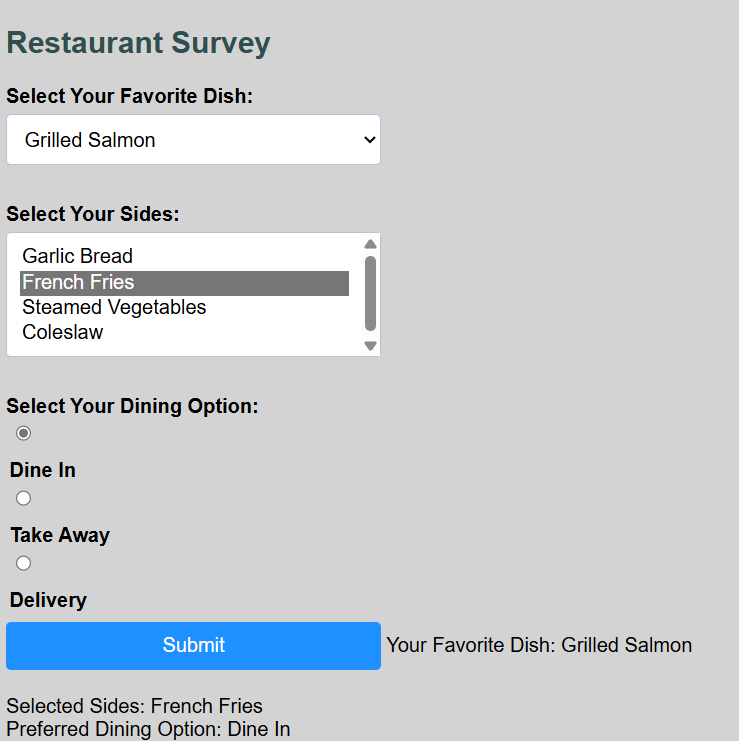 Restaurant Survey
Select Your Favorite Dish:
Grilled Salmon
Select Your Sides:
Garlic Bread
French Fries
Steamed Vegetables
Coleslaw
Select Your Dining Option:
Dine In
Take Away
Delivery
Submit Your Favorite Dish: Grilled Salmon
Selected Sides: French Fries
Preferred Dining Option: Dine In